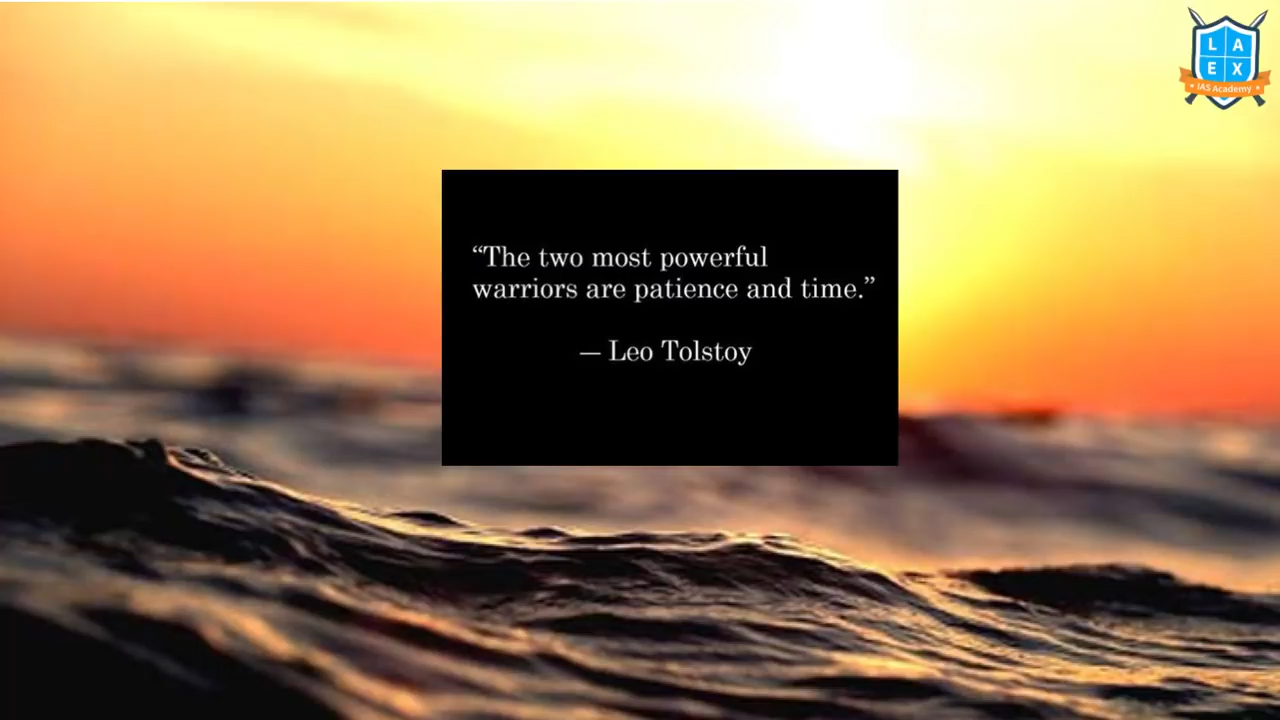 L A
E X
IAS Academy
“The two most powerful
warriors are patience and time.”
— Leo Tolstoy